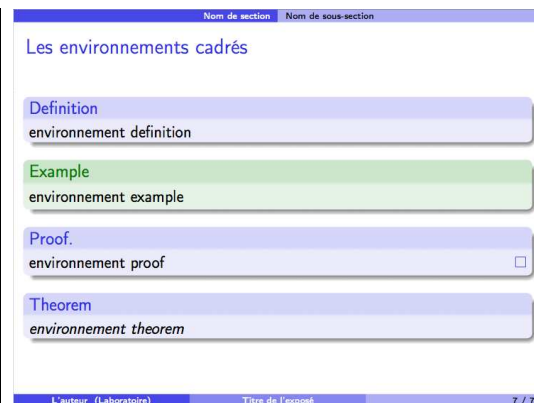 Nom de section Nom de sous-section
Les environnements cadrés
Definition
environnement definition
Example
environnement example
Proof.
environnement proof
Theorem
environnement theorem
L'auteur (Laboratoire) Titre de l'exposé 7 / 7